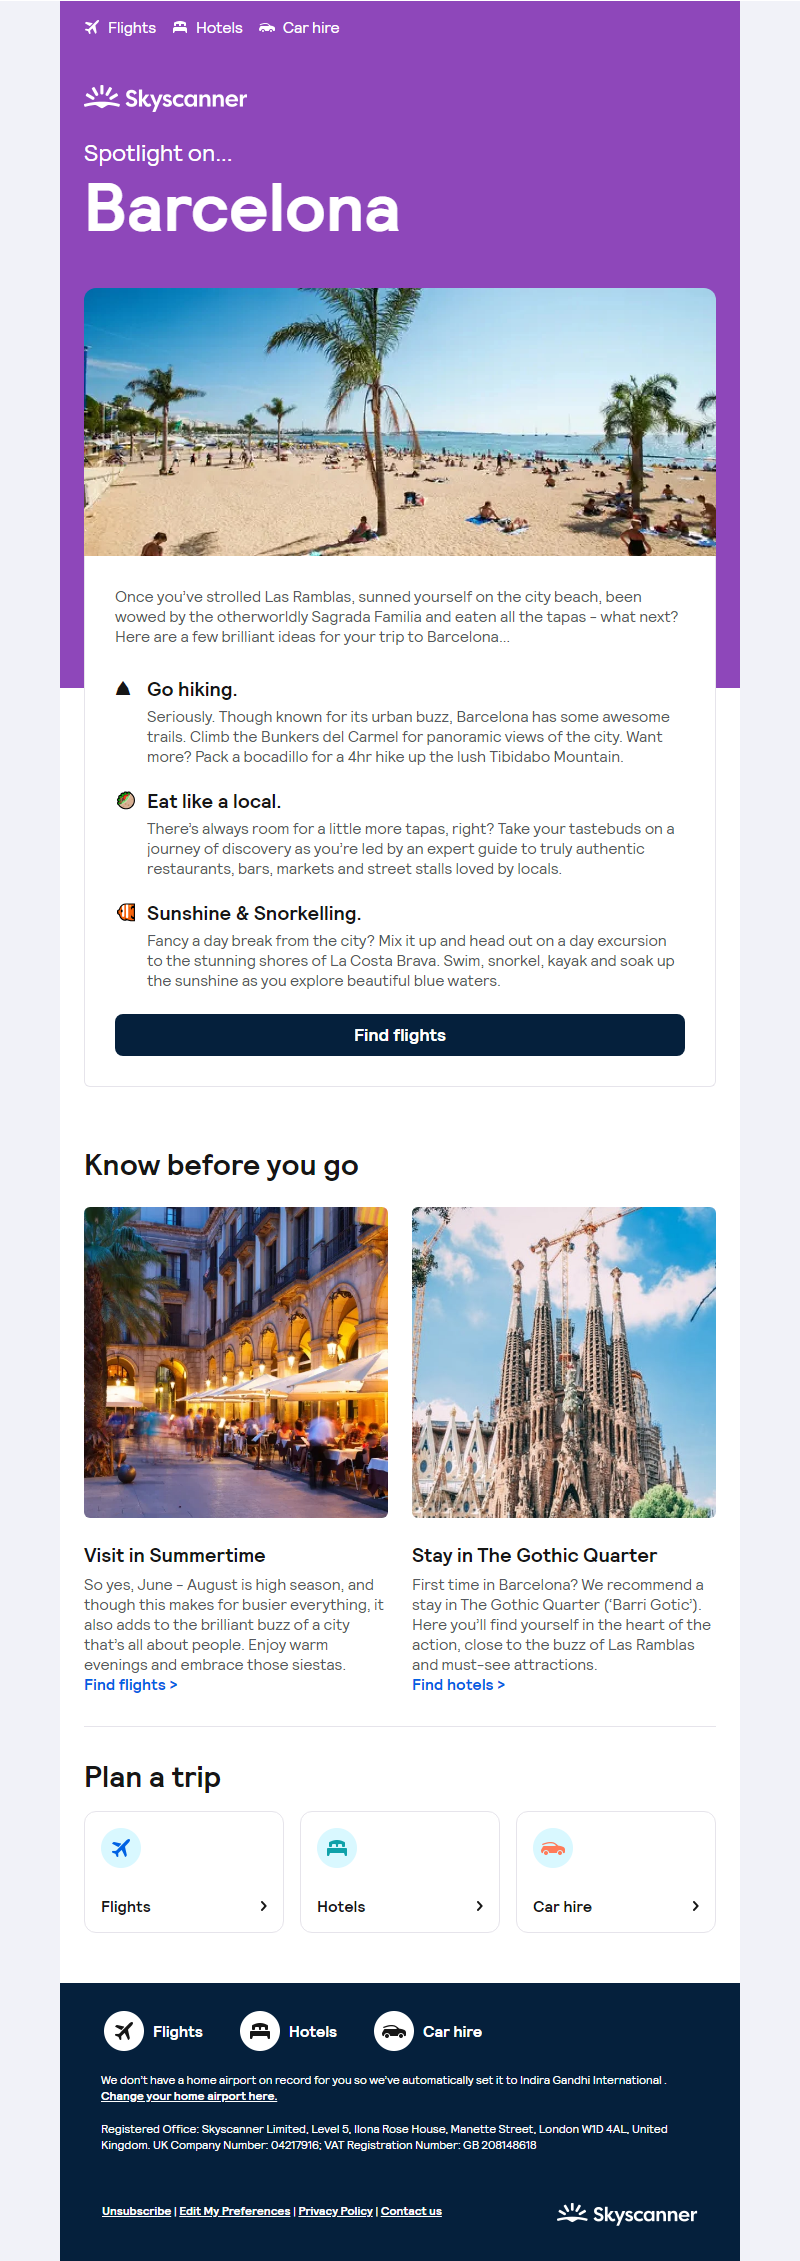 Flights Hotels Car hire
Skyscanner
Spotlight on...
Barcelona
Once you've strolled Las Ramblas, sunned yourself on the city beach, been
wowed by the otherworldly Sagrada Familia and eaten all the tapas - what next?
Here are a few brilliant ideas for your trip to Barcelona...
Go hiking.
Seriously. Though known for its urban buzz, Barcelona has some awesome
trails. Climb the Bunkers del Carmel for panoramic views of the city. Want
more? Pack a bocadillo for a 4hr hike up the lush Tibidabo Mountain.
Eat like a local.
There's always room for a little more tapas, right? Take your tastebuds on a
journey of discovery as you're led by an expert guide to truly authentic
restaurants, bars, markets and street stalls loved by locals.
Sunshine & Snorkelling.
Fancy a day break from the city? Mix it up and head out on a day excursion
to the stunning shores of La Costa Brava. Swim, snorkel, kayak and soak up
the sunshine as you explore beautiful blue waters.
Find flights
Know before you go
Visit in Summertime
So yes, June - August is high season, and
though this makes for busier everything, it
also adds to the brilliant buzz of a city
that's all about people. Enjoy warm
evenings and embrace those siestas.
Find flights >
Stay in The Gothic Quarter
First time in Barcelona? We recommend a
stay in The Gothic Quarter ('Barri Gotic').
Here you'll find yourself in the heart of the
action, close to the buzz of Las Ramblas
and must-see attractions.
Find hotels >
Plan a trip
Flights
Hotels
Car hire
Flights Hotels Car hire
We don't have a home airport on record for you so we've automatically set it to Indira Gandhi International .
Change your home airport here.
Registered Office: Skyscanner Limited, Level 5, Ilona Rose House, Manette Street, London W1D 4AL, United
Kingdom. UK Company Number: 04217916; VAT Registration Number: GB 208148618
Unsubscribe | Edit My Preferences | Privacy Policy | Contact us
Skyscanner